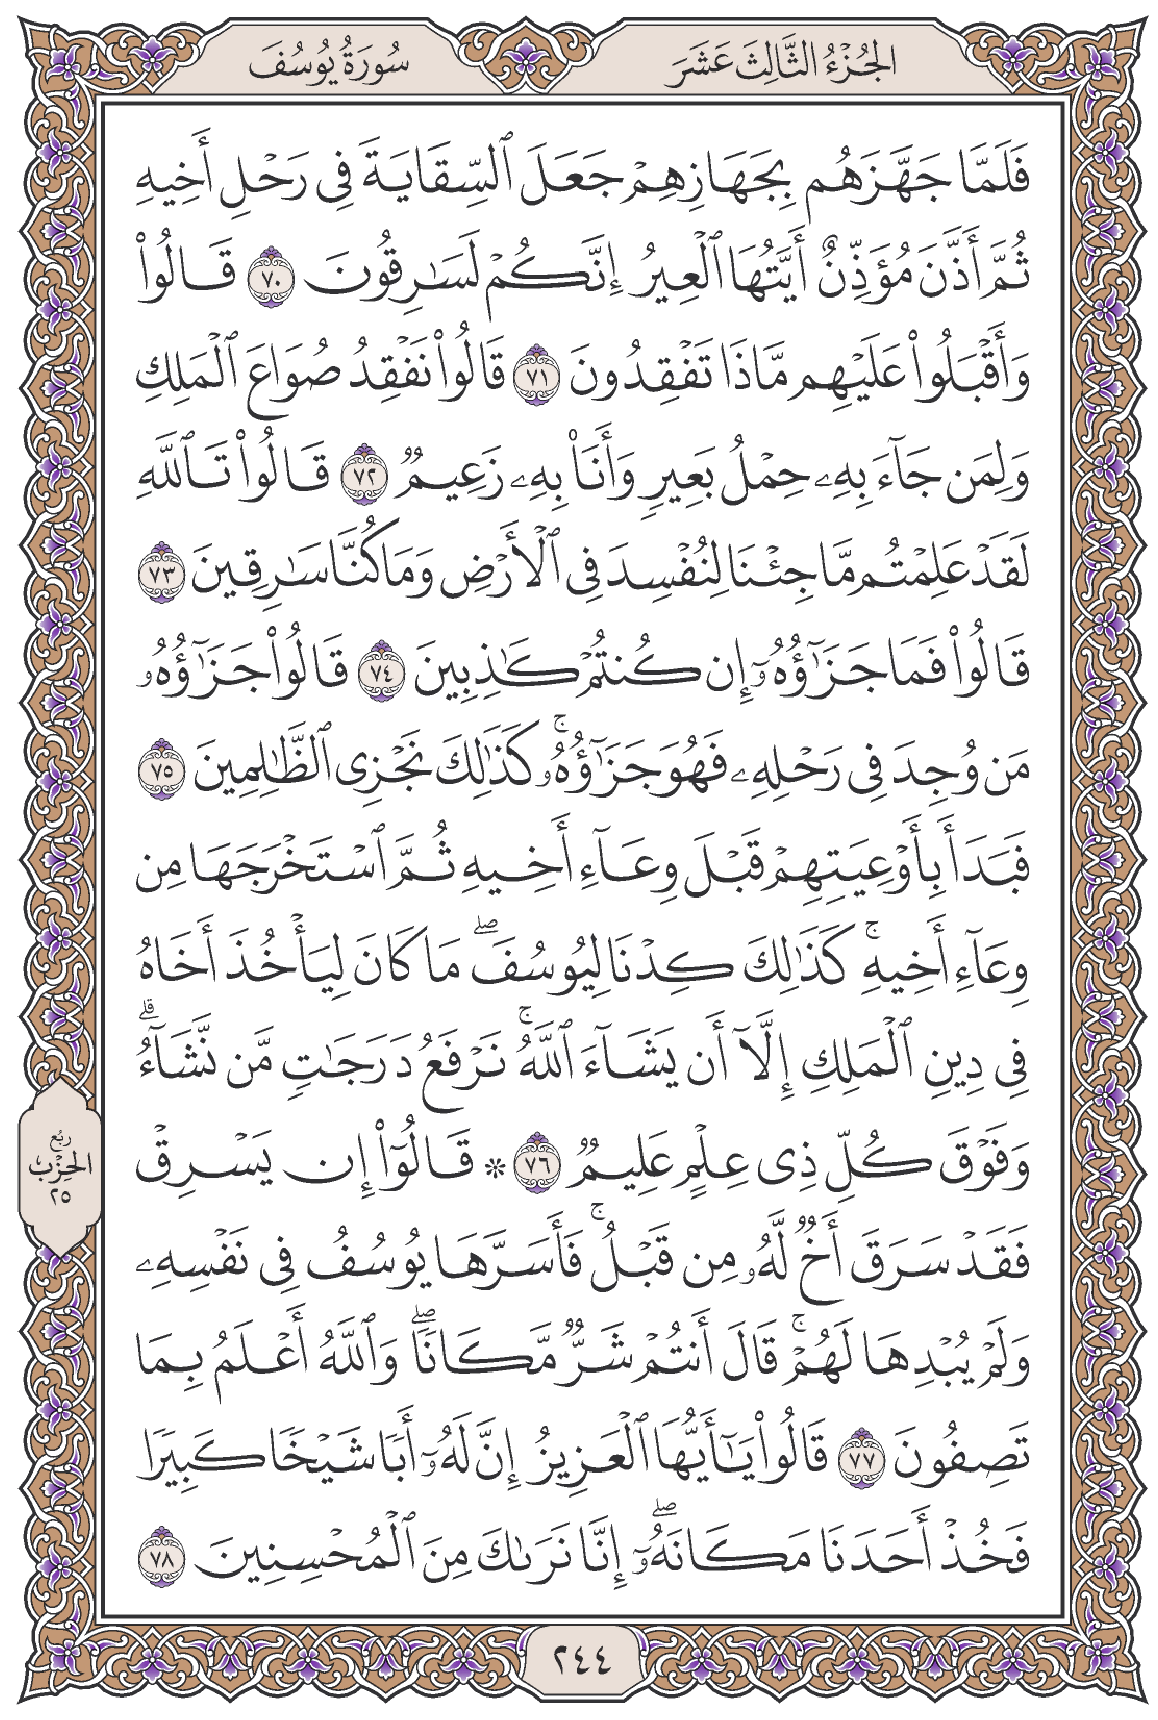 الجُزْءُ الثَّالِثَ عَشَرَ
سُورَةُ يُوسُفَ
فَلَمَّا جَهَّزَهُم بِجَهَازِهِمْ جَعَلَ ٱلسِّقَايَةَ فِى رَحْلِ أَخِيهِ
ثُمَّ أَذَّنَ مُؤَذِّنٌ أَيَّتُهَا ٱلْعِيرُ إِنَّكُمْ لَسَـٰرِقُونَ ٧٠ قَالُوا۟
وَأَقْبَلُوا۟ عَلَيْهِم مَّاذَا تَفْقِدُونَ ٧١ قَالُوا۟ نَفْقِدُ صُوَاعَ ٱلْمَلِكِ
وَلِمَن جَآءَ بِهِۦ حِمْلُ بَعِيرٍ وَأَنَا۠ بِهِۦ زَعِيمٌ ٧٢ قَالُوا۟ تَٱللَّهِ
لَقَدْ عَلِمْتُم مَّا جِئْنَا لِنُفْسِدَ فِى ٱلْأَرْضِ وَمَا كُنَّا سَـٰرِقِينَ ٧٣
قَالُوا۟ فَمَا جَزَٰٓؤُهُۥٓ إِن كُنتُمْ كَـٰذِبِينَ ٧٤ قَالُوا۟ جَزَٰٓؤُهُۥ
مَن وُجِدَ فِى رَحْلِهِۦ فَهُوَ جَزَٰٓؤُهُۥ ۚ كَذَٰلِكَ نَجْزِى ٱلظَّـٰلِمِينَ ٧٥
فَبَدَأَ بِأَوْعِيَتِهِمْ قَبْلَ وِعَآءِ أَخِيهِ ثُمَّ ٱسْتَخْرَجَهَا مِن
وِعَآءِ أَخِيهِ ۚ كَذَٰلِكَ كِدْنَا لِيُوسُفَ ۖ مَا كَانَ لِيَأْخُذَ أَخَاهُ
فِى دِينِ ٱلْمَلِكِ إِلَّآ أَن يَشَآءَ ٱللَّهُ ۚ نَرْفَعُ دَرَجَـٰتٍ مَّن نَّشَآءُ ۗ
وَفَوْقَ كُلِّ ذِى عِلْمٍ عَلِيمٌ ٧٦ ۞ قَالُوٓا۟ إِن يَسْرِقْ
فَقَدْ سَرَقَ أَخٌ لَّهُۥ مِن قَبْلُ ۚ فَأَسَرَّهَا يُوسُفُ فِى نَفْسِهِۦ
وَلَمْ يُبْدِهَا لَهُمْ ۚ قَالَ أَنتُمْ شَرٌّ مَّكَانًا ۖ وَٱللَّهُ أَعْلَمُ بِمَا
تَصِفُونَ ٧٧ قَالُوا۟ يَـٰٓأَيُّهَا ٱلْعَزِيزُ إِنَّ لَهُۥٓ أَبًا شَيْخًا كَبِيرًا
فَخُذْ أَحَدَنَا مَكَانَهُۥٓ ۖ إِنَّا نَرَىٰكَ مِنَ ٱلْمُحْسِنِينَ ٧٨
رُبْعُ
الحِزْب
٢٥
٢٤٤